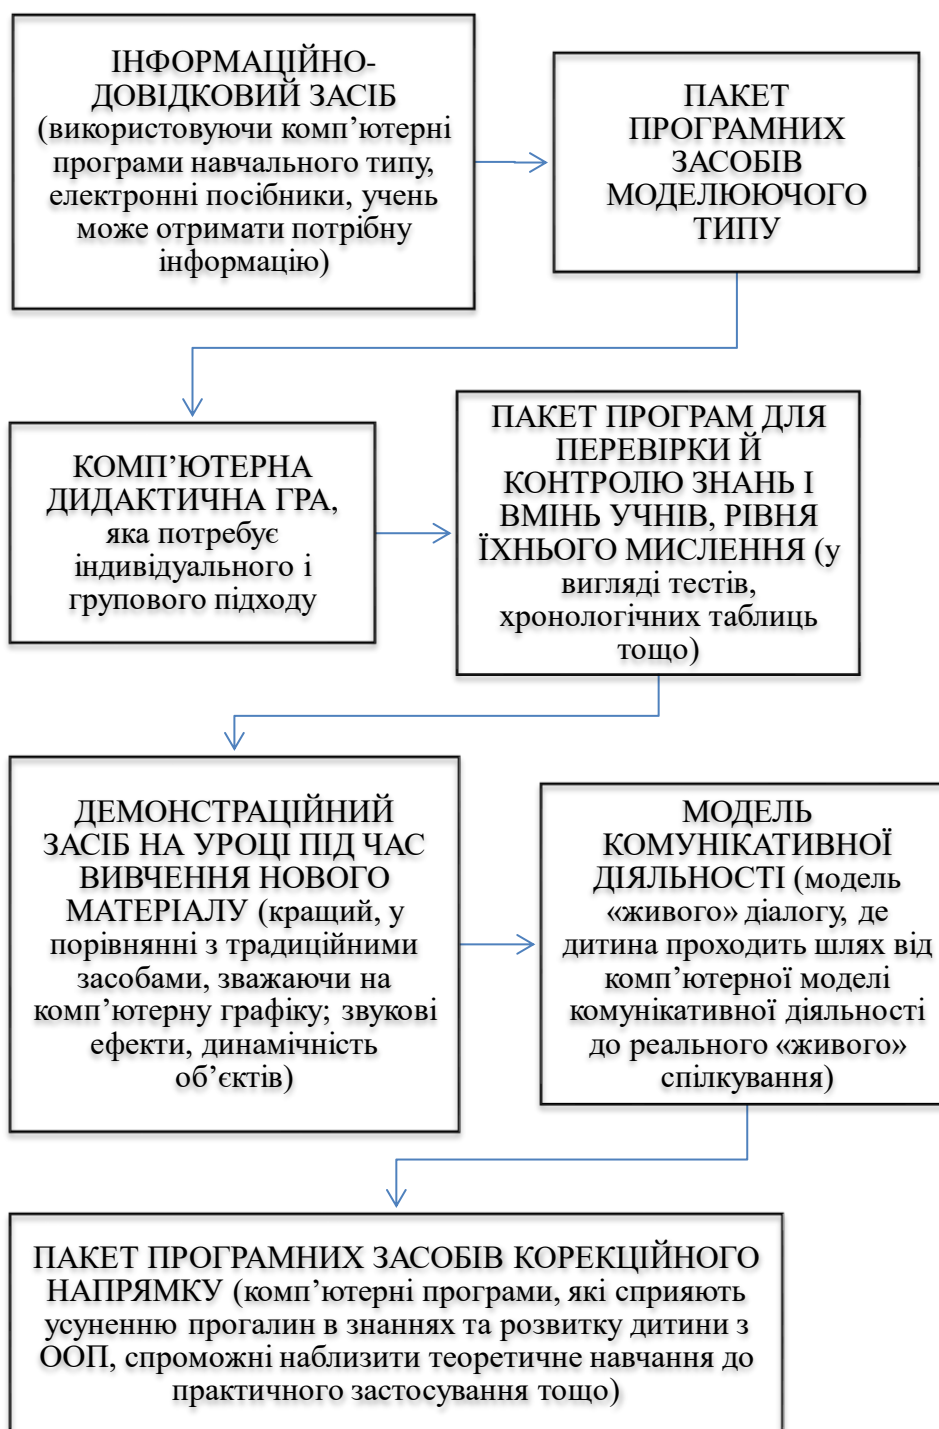 ІНФОРМАЦІЙНО-
ДОВІДКОВИЙ ЗАСІБ
(використовуючи комп’ютерні
програми навчального типу,
електронні посібники, учень
може отримати потрібну
інформацію)
ПАКЕТ
ПРОГРАМНИХ
ЗАСОБІВ
МОДЕЛЮЮЧОГО
ТИПУ
КОМП’ЮТЕРНА
ДИДАКТИЧНА ГРА,
яка потребує
індивідуального і
групового підходу
ПАКЕТ ПРОГРАМ ДЛЯ
ПЕРЕВІРКИ Й
КОНТРОЛЮ ЗНАНЬ І
ВМІНЬ УЧНІВ, РІВНЯ
ЇХНЬОГО МИСЛЕННЯ (у
вигляді тестів,
хронологічних таблиць
тощо)
ДЕМОНСТРАЦІЙНИЙ
ЗАСІБ НА УРОЦІ ПІД ЧАС
ВИВЧЕННЯ НОВОГО
МАТЕРІАЛУ (кращий, у
порівнянні з традиційними
засобами, зважаючи на
комп’ютерну графіку; звукові
ефекти, динамічність
об’єктів)
МОДЕЛЬ
КОМУНІКАТИВНОЇ
ДІЯЛЬНОСТІ (модель
«живого» діалогу, де
дитина проходить шлях від
комп’ютерної моделі
комунікативної діяльності
до реального «живого»
спілкування)
ПАКЕТ ПРОГРАМНИХ ЗАСОБІВ КОРЕКЦІЙНОГО
НАПРЯМКУ (комп’ютерні програми, які сприяють
усуненню прогалин в знаннях та розвитку дитини з
ООП, спроможні наблизити теоретичне навчання до
практичного застосування тощо)